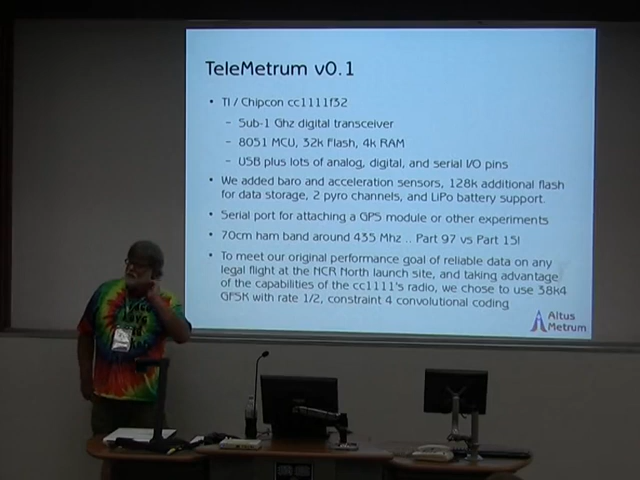 TeleMetrum v0.1
• TI / Chipcon cc1111f32
– Sub-1 Ghz digital transceiver
– 8051 MCU, 32k Flash, 4k RAM
– USB plus lots of analog, digital, and serial I/O pins
• We added baro and acceleration sensors, 128k additional flash
for data storage, 2 pyro channels, and LiPo battery support.
• Serial port for attaching a GPS module or other experiments
• 70cm ham band around 435 Mhz .. Part 97 vs Part 15!
• To meet our original performance goal of reliable data on any
legal flight at the NCR North launch site, and taking advantage
of the capabilities of the cc1111's radio, we chose to use 38k4
GFSK with rate 1/2, constraint 4 convolutional coding
Altus
Metrum